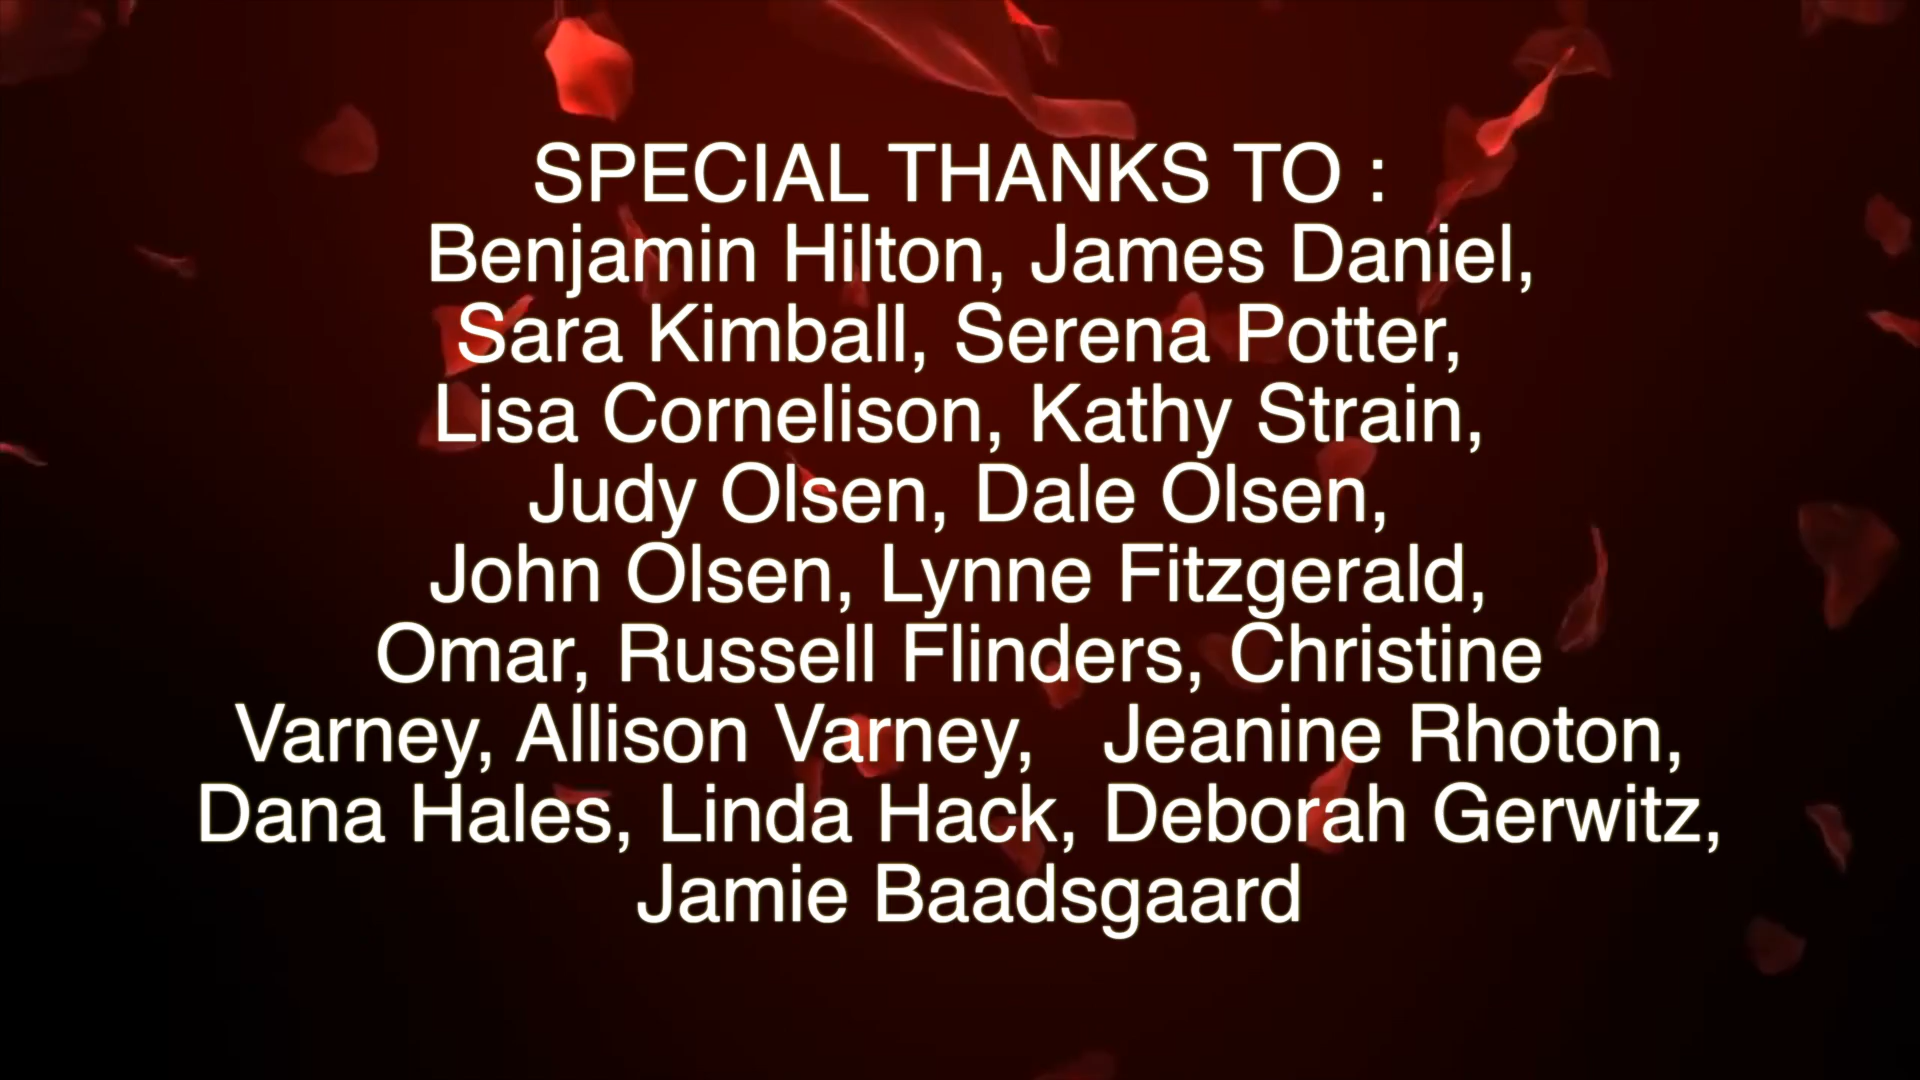 SPECIAL THANKS TO :
Benjamin Hilton, James Daniel,
Sara Kimball, Serena Potter,
Lisa Cornelison, Kathy Strain,
Judy Olsen, Dale Olsen,
John Olsen, Lynne Fitzgerald,
Omar, Russell Flinders, Christine
Varney, Allison Varney,   Jeanine Rhoton,
Dana Hales, Linda Hack, Deborah Gerwitz,
Jamie Baadsgaard